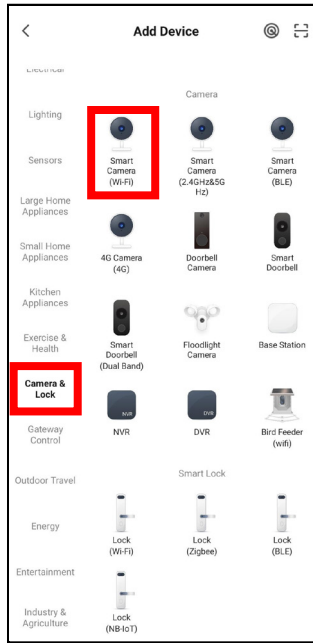 Add Device
Electrical
Lighting
Sensors
Large Home
Appliances
Small Home
Appliances
Kitchen
Appliances
Exercise &
Health
Camera &
Lock
Gateway
Control
Outdoor Travel
Energy
Entertainment
Industry &
Agriculture
Camera
Smart
Camera
(Wi-Fi)
Smart
Camera
(2.4GHz&5G
Hz)
Smart
Camera
(BLE)
4G Camera
(4G)
Doorbell
Camera
Smart
Doorbell
Smart
Doorbell
(Dual Band)
Floodlight
Camera
Base Station
NVR
NVR
DVR
DVR
Bird Feeder
(wifi)
Smart Lock
Lock
(Wi-Fi)
Lock
(Zigbee)
Lock
(BLE)
Lock
(NB-IoT)